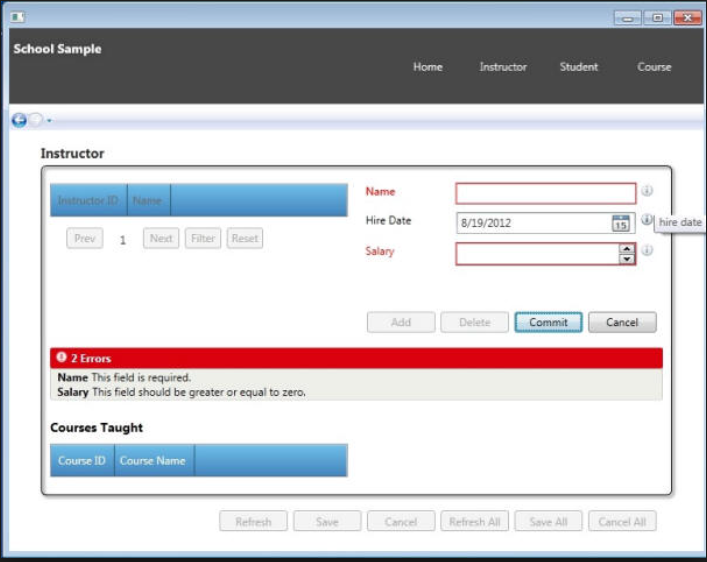 School Sample
Home Instructor Student Course
Instructor
Instructor ID Name
Prev 1 Next Filter Reset
Name
Hire Date 8/19/2012 15 hire date
Salary
Add Delete Commit Cancel
2 Errors
Name This field is required.
Salary This field should be greater or equal to zero.
Courses Taught
Course ID Course Name
Refresh Save Cancel Refresh All Save All Cancel All